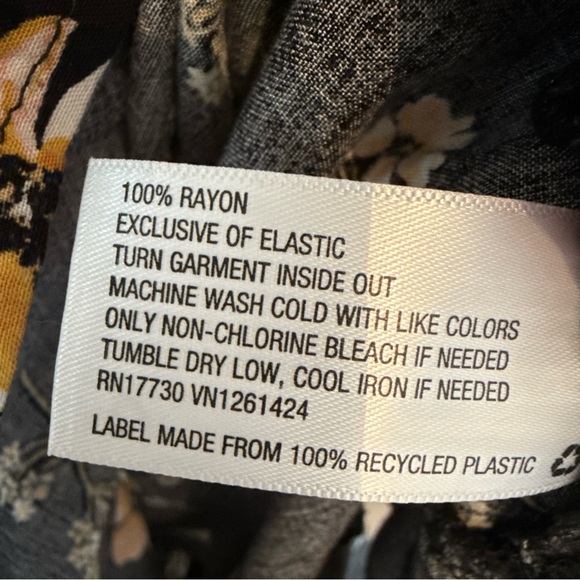 100% RAYON
EXCLUSIVE OF ELASTIC
TURN GARMENT INSIDE OUT
MACHINE WASH COLD WITH LIKE COLORS
ONLY NON-CHLORINE BLEACH IF NEEDED
TUMBLE DRY LOW, COOL IRON IF NEEDED
RN17730 VN1261424
LABEL MADE FROM 100% RECYCLED PLASTIC